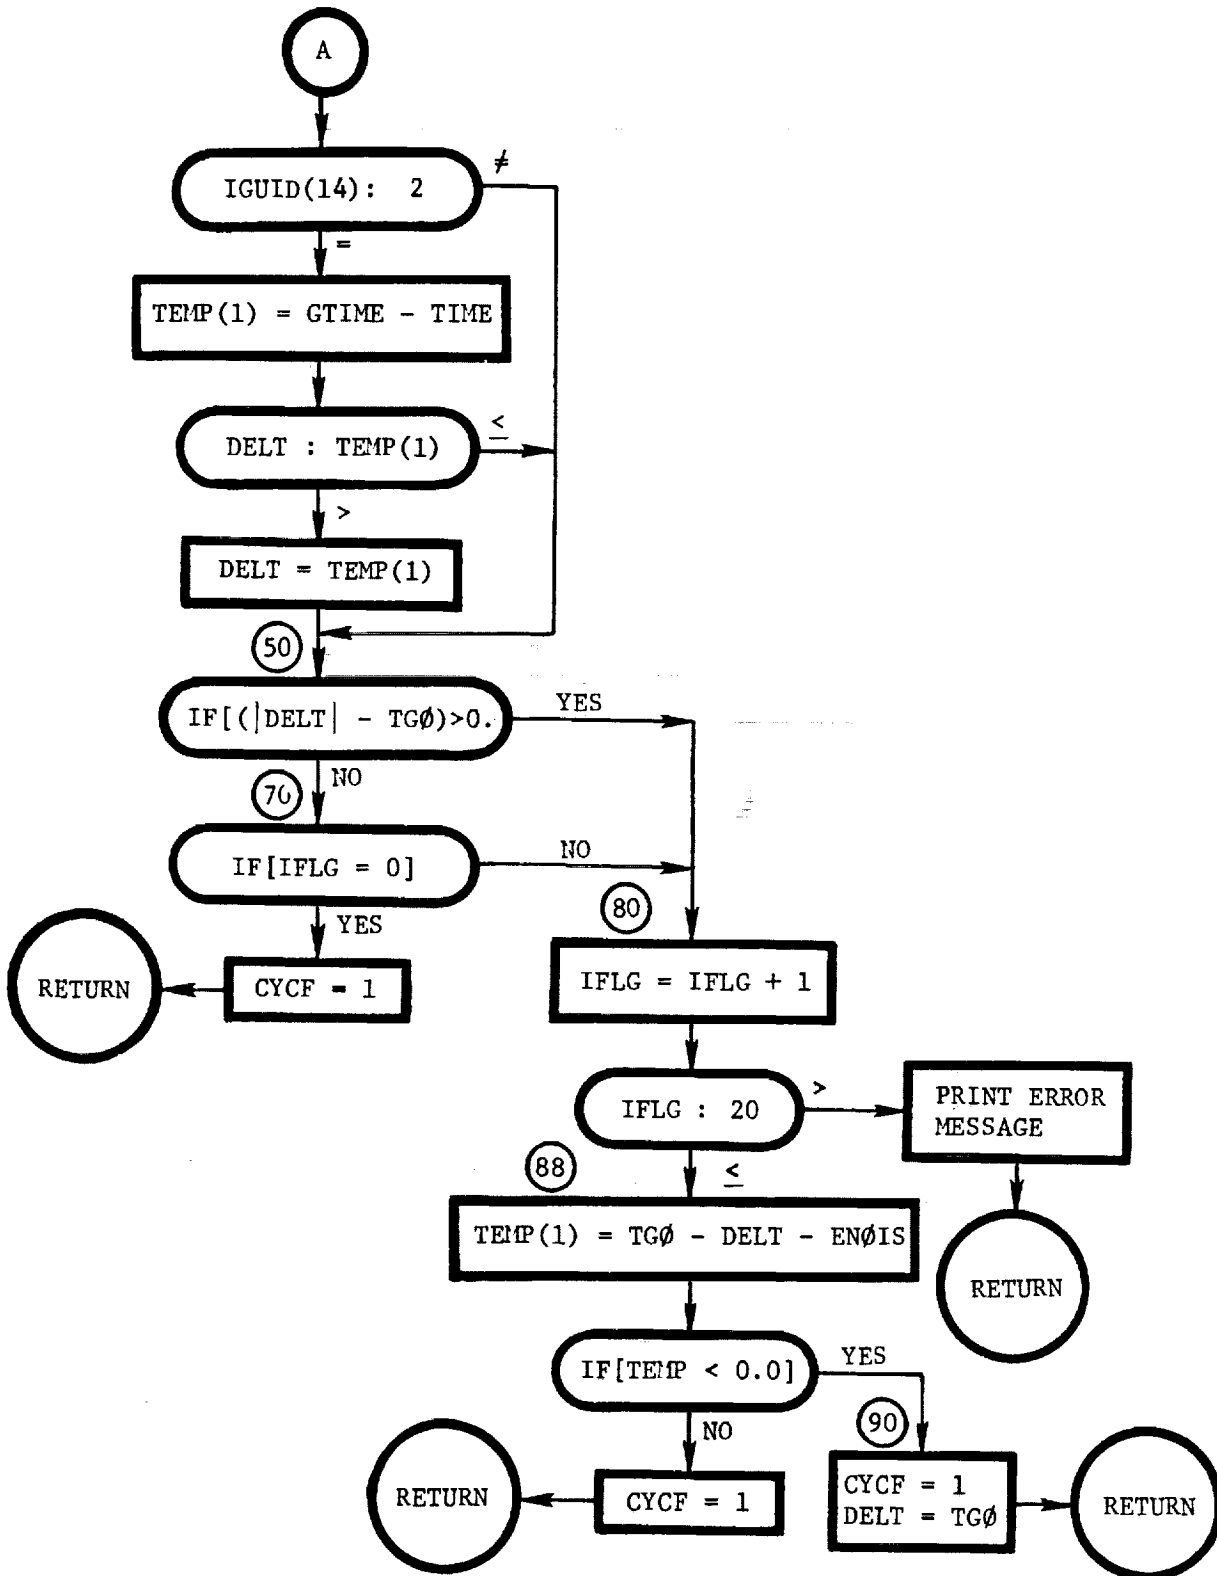 A
≠
IGUID(14): 2
=
TEMP(1) = GTIME - TIME
≤
DELT : TEMP(1)
>
DELT = TEMP(1)
50
IF[(|DELT| - TGØ)>0.
YES
NO
70
IF[IFLG = 0]
NO
80
YES
RETURN
CYCF = 1
IFLG = IFLG + 1
>
IFLG : 20
PRINT ERROR
MESSAGE
88
≤
TEMP(1) = TGØ - DELT - ENØIS
RETURN
IF[TEMP < 0.0]
YES
90
NO
RETURN
CYCF = 1
CYCF = 1
DELT = TGØ
RETURN